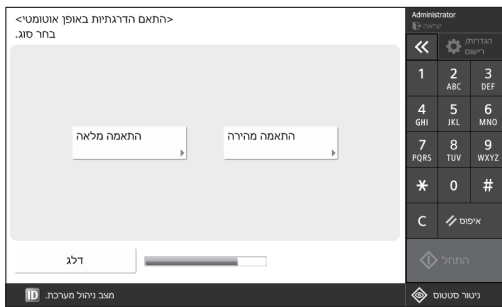 <התאם הדרגתיות באופן אוטומטי>
בחר סוג.
התאמה מהירה
התאמה מלאה
דלג
מצב ניהול מערכת.
ID
Administrator
יציאה
הגדרות/
רישום
1
2
ABC
3
DEF
4
GHI
5
JKL
6
MNO
7
PQRS
8
TUV
9
WXYZ
0
#
C
איפוס
התחל
ניטור סטטוס